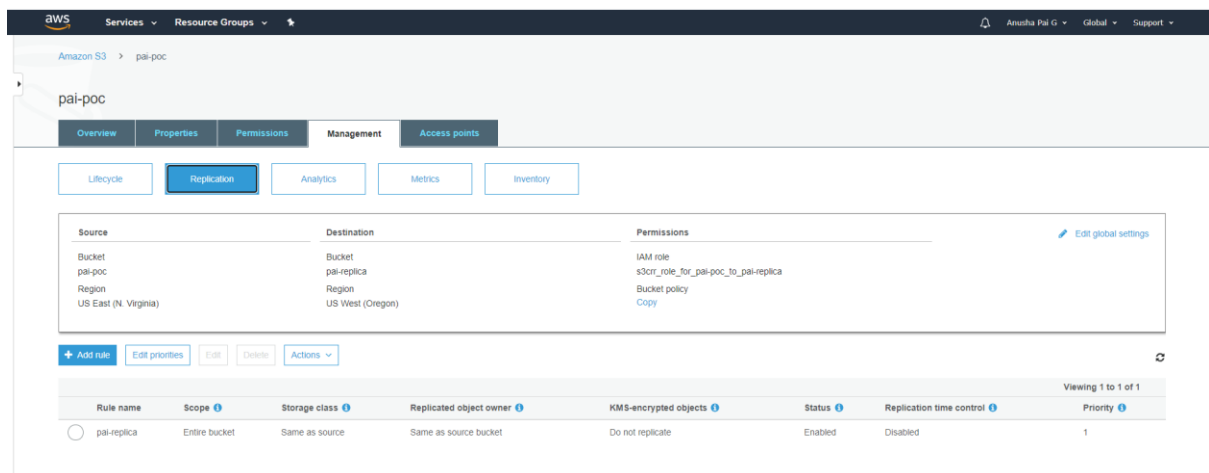 aws Services Resource Groups Anusha Pai G Global Support
Amazon S3 > pai-poc
pai-poc
Overview Properties Permissions Management Access points
Lifecycle Replication Analytics Metrics Inventory
Source Destination Permissions Edit global settings
Bucket Bucket IAM role
pai-poc pai-replica s3crr_role_for_pai-poc_to_pai-replica
Region Region Bucket policy
US East (N. Virginia) US West (Oregon) Copy
+ Add rule Edit priorities Edit Delete Actions
Viewing 1 to 1 of 1
Rule name Scope Storage class Replicated object owner KMS-encrypted objects Status Replication time control Priority
pai-replica Entire bucket Same as source Same as source bucket Do not replicate Enabled Disabled 1